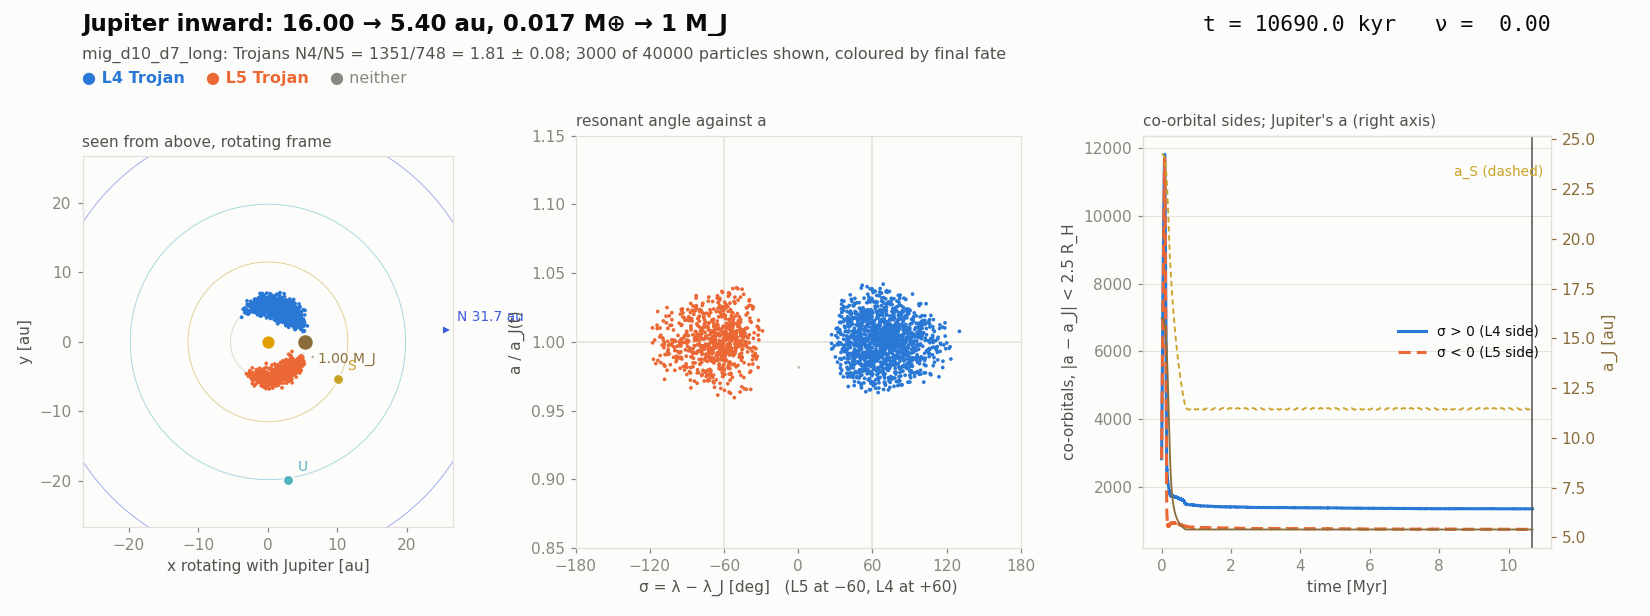 Jupiter inward: 16.00 → 5.40 au, 0.017 M⊕ → 1 M_J
t = 10690.0 kyr   ν =  0.00
mig_d10_d7_long: Trojans N4/N5 = 1351/748 = 1.81 ± 0.08; 3000 of 40000 particles shown, coloured by final fate
L4 Trojan   L5 Trojan   neither
seen from above, rotating frame
20
10
0
−10
−20
y [au]
−20 −10 0 10 20
x rotating with Jupiter [au]
N 31.7 au
1.00 M_J
S
U
resonant angle against a
1.15
1.10
1.05
1.00
0.95
0.90
0.85
−180 −120 −60 0 60 120 180
σ = λ − λ_J [deg]   (L5 at −60, L4 at +60)
co-orbital sides; Jupiter's a (right axis)
12000
10000
8000
6000
4000
2000
co-orbitals, |a − a_J| < 2.5 R_H
a_S (dashed)
σ > 0 (L4 side)
σ < 0 (L5 side)
25.0
22.5
20.0
17.5
15.0
12.5
10.0
7.5
5.0
a_J [au]
0 2 4 6 8 10
time [Myr]